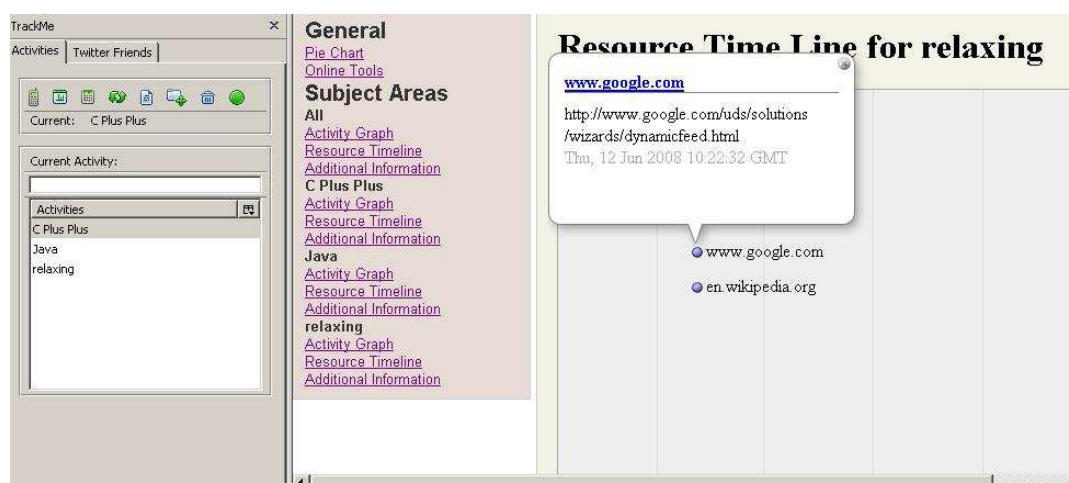 TrackMe
Activities
Twitter Friends
Current: C Plus Plus
Current Activity:
Activities
C Plus Plus
Java
relaxing
General
Pie Chart
Online Tools
Subject Areas
All
Activity Graph
Resource Timeline
Additional Information
C Plus Plus
Activity Graph
Resource Timeline
Additional Information
Java
Activity Graph
Resource Timeline
Additional Information
relaxing
Activity Graph
Resource Timeline
Additional Information
Resource Time Line for relaxing
www.google.com
http://www.google.com/uds/solutions
/wizards/dynamicfeed.html
Thu, 12 Jun 2008 10:22:32 GMT
www.google.com
en.wikipedia.org